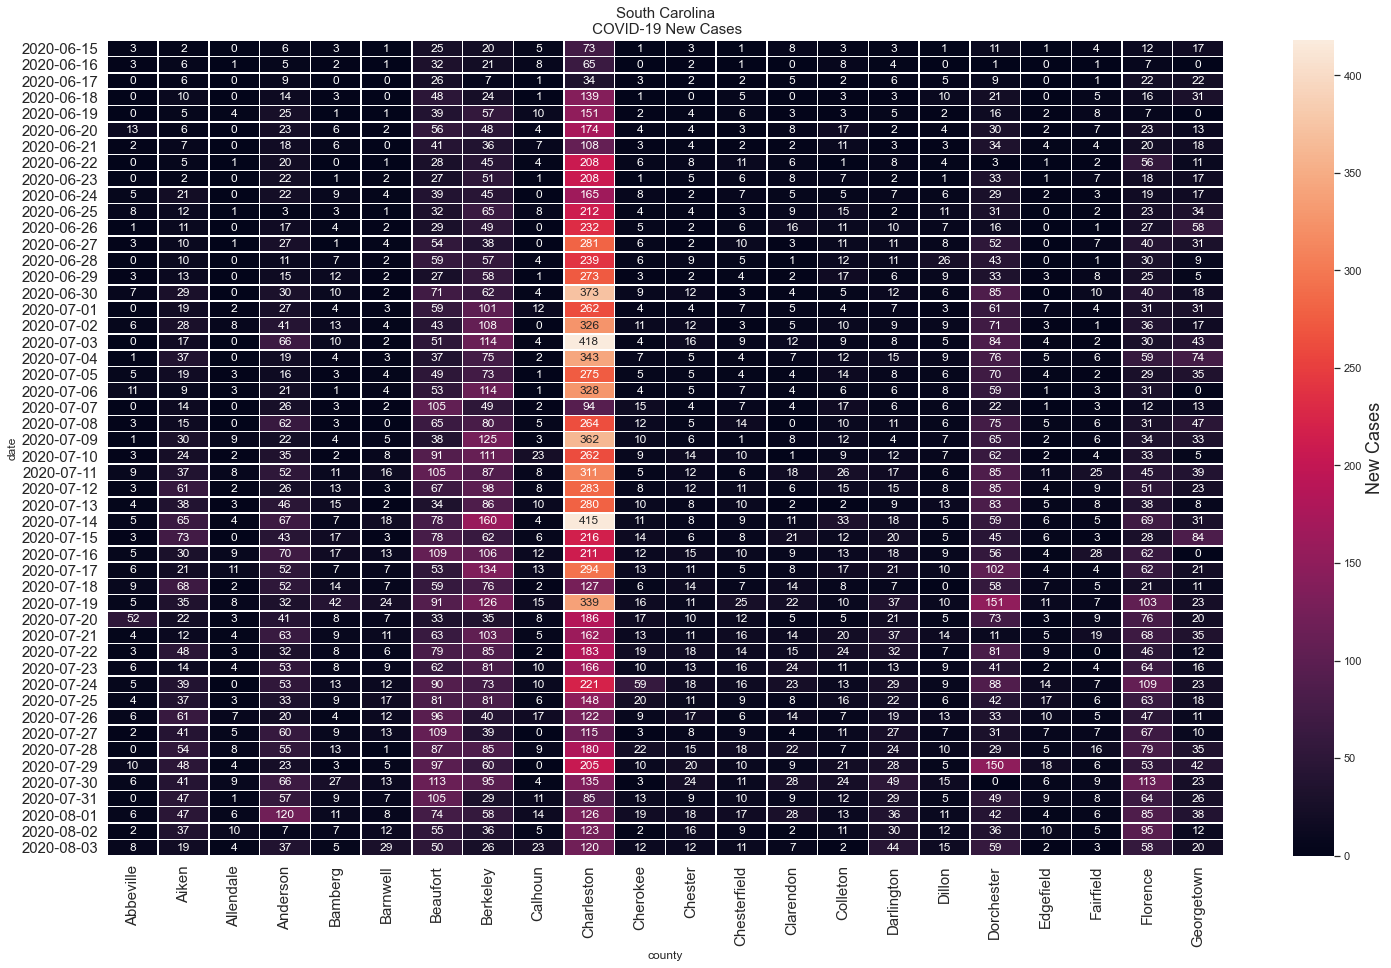 South Carolina
COVID-19 New Cases
2020-06-15 3 2 0 6 3 1 25 20 5 73 1 3 1 8 3 3 1 11 1 4 12 17
2020-06-16 3 6 1 5 2 1 32 21 8 65 0 2 1 0 8 4 0 1 0 1 7 0
2020-06-17 0 6 0 9 0 0 26 7 1 34 3 2 2 5 2 6 5 9 0 1 22 22
2020-06-18 0 10 0 14 3 0 48 24 1 139 1 0 5 0 3 3 10 21 0 5 16 31
2020-06-19 0 5 4 25 1 1 39 57 10 151 2 4 6 3 3 5 2 16 2 8 7 0
2020-06-20 13 6 0 23 6 2 56 48 4 174 4 4 3 8 17 2 4 30 2 7 23 13
2020-06-21 2 7 0 18 6 0 41 36 7 108 3 4 2 2 11 3 3 34 4 4 20 18
2020-06-22 0 5 1 20 0 1 28 45 4 208 6 8 11 6 1 8 4 3 1 2 56 11
2020-06-23 0 2 0 22 1 2 27 51 1 208 1 5 6 8 7 2 1 33 1 7 18 17
2020-06-24 5 21 0 22 9 4 39 45 0 165 8 2 7 5 5 7 6 29 2 3 19 17
2020-06-25 8 12 1 3 3 1 32 65 8 212 4 4 3 9 15 2 11 31 0 2 23 34
2020-06-26 1 11 0 17 4 2 29 49 0 232 5 2 6 16 11 10 7 16 0 1 27 58
2020-06-27 3 10 1 27 1 4 54 38 0 281 6 2 10 3 11 11 8 52 0 7 40 31
2020-06-28 0 10 0 11 7 2 59 57 4 239 6 9 5 1 12 11 26 43 0 1 30 9
2020-06-29 3 13 0 15 12 2 27 58 1 273 3 2 4 2 17 6 9 33 3 8 25 5
2020-06-30 7 29 0 30 10 2 71 62 4 373 9 12 3 4 5 12 6 85 0 10 40 18
2020-07-01 0 19 2 27 4 3 59 101 12 262 4 4 7 5 4 7 3 61 7 4 31 31
2020-07-02 6 28 8 41 13 4 43 108 0 326 11 12 3 5 10 9 9 71 3 1 36 17
2020-07-03 0 17 0 66 10 2 51 114 4 418 4 16 9 12 9 8 5 84 4 2 30 43
2020-07-04 1 37 0 19 4 3 37 75 2 343 7 5 4 7 12 15 9 76 5 6 59 74
2020-07-05 5 19 3 16 3 4 49 73 1 275 5 5 4 4 14 8 6 70 4 2 29 35
2020-07-06 11 9 3 21 1 4 53 114 1 328 4 5 7 4 6 6 8 59 1 3 31 0
2020-07-07 0 14 0 26 3 2 105 49 2 94 15 4 7 4 17 6 6 22 1 3 12 13
2020-07-08 3 15 0 62 3 0 65 80 5 264 12 5 14 0 10 11 6 75 5 6 31 47
2020-07-09 1 30 9 22 4 5 38 125 3 362 10 6 1 8 12 4 7 65 2 6 34 33
2020-07-10 3 24 2 35 2 8 91 111 23 262 9 14 10 1 9 12 7 62 2 4 33 5
2020-07-11 9 37 8 52 11 16 105 87 8 311 5 12 6 18 26 17 6 85 11 25 45 39
2020-07-12 3 61 2 26 13 3 67 98 8 283 8 12 11 6 15 15 8 85 4 9 51 23
2020-07-13 4 38 3 46 15 2 34 86 10 280 10 8 10 2 2 9 13 83 5 8 38 8
2020-07-14 5 65 4 67 7 18 78 160 4 415 11 8 9 11 33 18 5 59 6 5 69 31
2020-07-15 3 73 0 43 17 3 78 62 6 216 14 6 8 21 12 20 5 45 6 3 28 84
2020-07-16 5 30 9 70 17 13 109 106 12 211 12 15 10 9 13 18 9 56 4 28 62 0
2020-07-17 6 21 11 52 7 7 53 134 13 294 13 11 5 8 17 21 10 102 4 4 62 21
2020-07-18 9 68 2 52 14 7 59 76 2 127 6 14 7 14 8 7 0 58 7 5 21 11
2020-07-19 5 35 8 32 42 24 91 126 15 339 16 11 25 22 10 37 10 151 11 7 103 23
2020-07-20 52 22 3 41 8 7 33 35 8 186 17 10 12 5 5 21 5 73 3 9 76 20
2020-07-21 4 12 4 63 9 11 63 103 5 162 13 11 16 14 20 37 14 11 5 19 68 35
2020-07-22 3 48 3 32 8 6 79 85 2 183 19 18 14 15 24 32 7 81 9 0 46 12
2020-07-23 6 14 4 53 8 9 62 81 10 166 10 13 16 24 11 13 9 41 2 4 64 16
2020-07-24 5 39 0 53 13 12 90 73 10 221 59 18 16 23 13 29 9 88 14 7 109 23
2020-07-25 4 37 3 33 9 17 81 81 6 148 20 11 9 8 16 22 6 42 17 6 63 18
2020-07-26 6 61 7 20 4 12 96 40 17 122 9 17 6 14 7 19 13 33 10 5 47 11
2020-07-27 2 41 5 60 9 13 109 39 0 115 3 8 9 4 11 27 7 31 7 7 67 10
2020-07-28 0 54 8 55 13 1 87 85 9 180 22 15 18 22 7 24 10 29 5 16 79 35
2020-07-29 10 48 4 23 3 5 97 60 0 205 10 20 10 9 21 28 5 150 18 6 53 42
2020-07-30 6 41 9 66 27 13 113 95 4 135 3 24 11 28 24 49 15 0 6 9 113 23
2020-07-31 0 47 1 57 9 7 105 29 11 85 13 9 10 9 12 29 5 49 9 8 64 26
2020-08-01 6 47 6 120 11 8 74 58 14 126 19 18 17 28 13 36 11 42 4 6 85 38
2020-08-02 2 37 10 7 7 12 55 36 5 123 2 16 9 2 11 30 12 36 10 5 95 12
2020-08-03 8 19 4 37 5 29 50 26 23 120 12 12 11 7 2 44 15 59 2 3 58 20
date
Abbeville Aiken Allendale Anderson Bamberg Barnwell Beaufort Berkeley Calhoun Charleston Cherokee Chester Chesterfield Clarendon Colleton Darlington Dillon Dorchester Edgefield Fairfield Florence Georgetown
county
400
350
300
250
200
150
100
50
0
New Cases